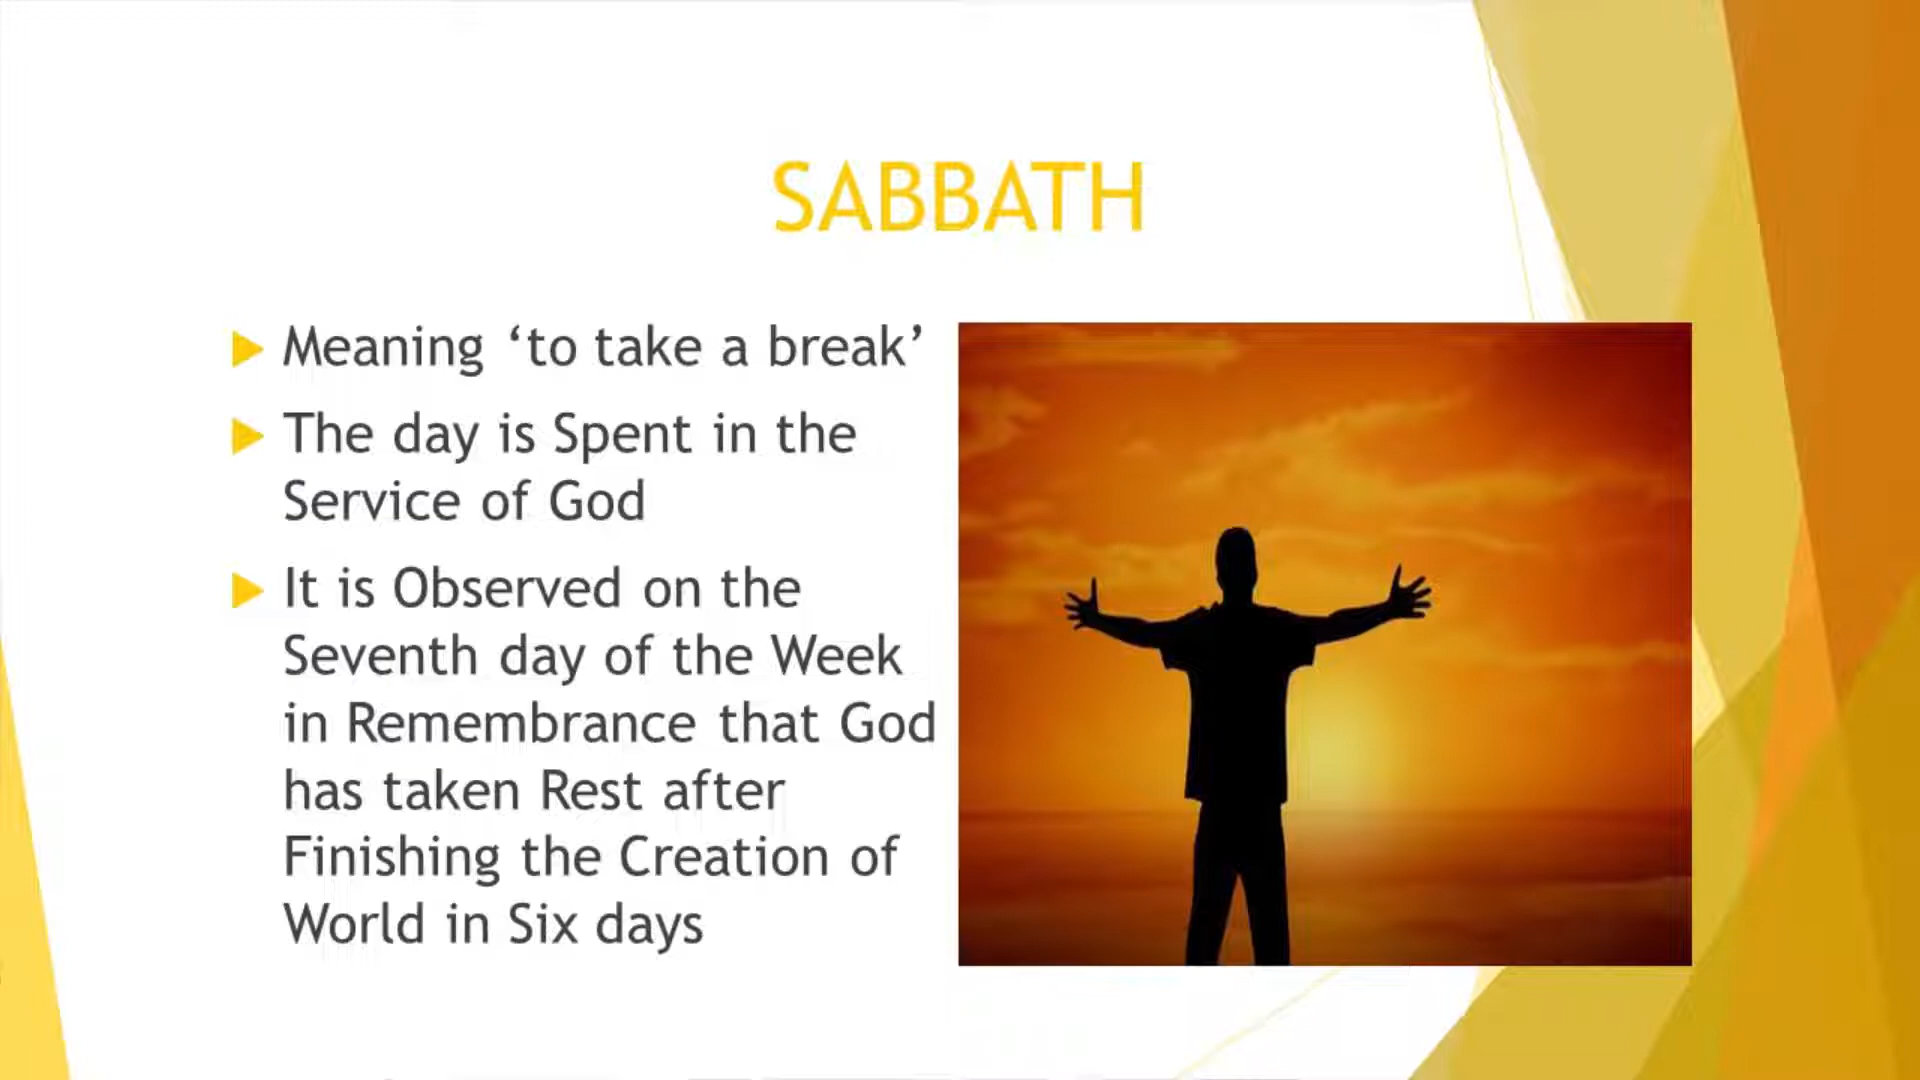 SABBATH
Meaning ‘to take a break’
The day is Spent in the
Service of God
It is Observed on the
Seventh day of the Week
in Remembrance that God
has taken Rest after
Finishing the Creation of
World in Six days